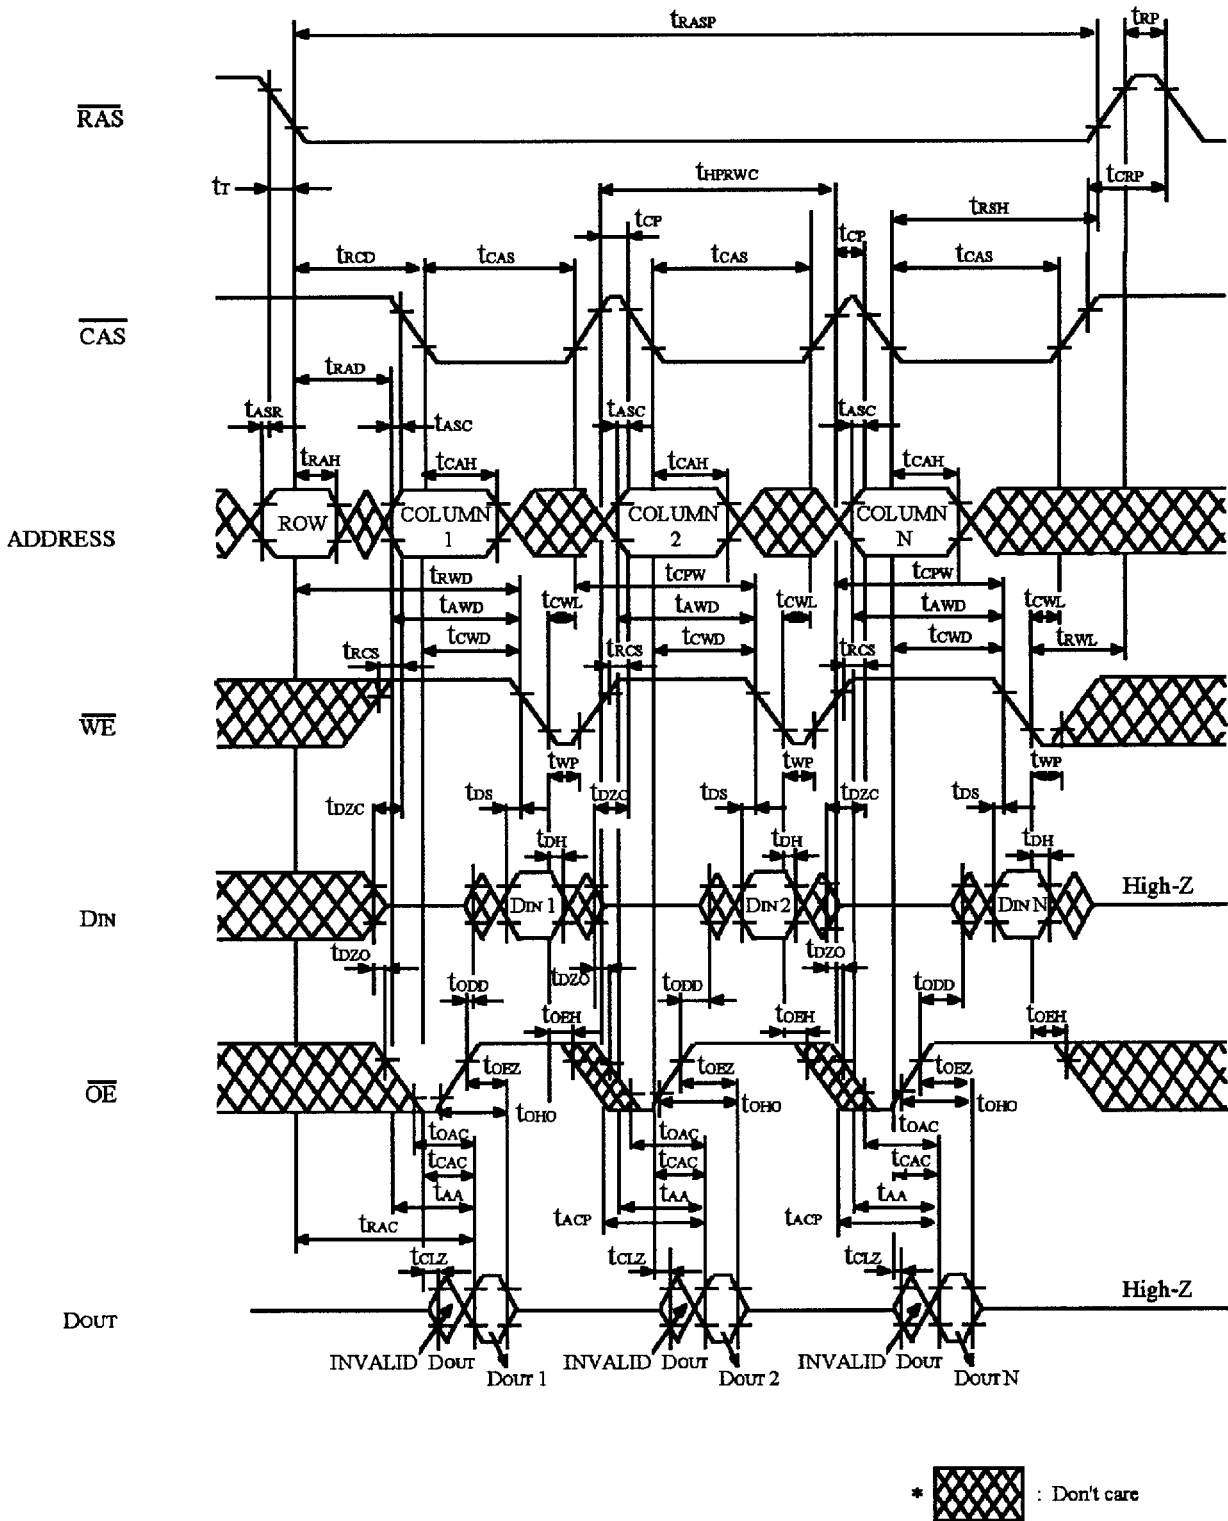 tRASP
tRP
RAS
tT
tHPRWC
tCRP
tRSH
tCP
tCP
tRCD
tCAS
tCAS
tCAS
CAS
tRAD
tASR
tASC
tASC
tASC
tRAH
tCAH
tCAH
tCAH
ADDRESS
ROW
COLUMN 1
COLUMN 2
COLUMN N
tRWD
tCPW
tCPW
tAWD
tCWL
tAWD
tCWL
tAWD
tCWL
tCWD
tCWD
tCWD
tRCS
tRCS
tRCS
tRWL
WE
tWP
tWP
tWP
tDZC
tDS
tDZC
tDS
tDZC
tDS
tDH
tDH
tDH
DIN
DIN 1
DIN 2
DIN N
High-Z
tDZO
tDZO
tDZO
tODD
tODD
tODD
tOEH
tOEH
tOEH
OE
tOEZ
tOEZ
tOEZ
tOHO
tOHO
tOHO
tOAC
tOAC
tOAC
tCAC
tCAC
tCAC
tAA
tAA
tAA
tRAC
tACP
tACP
tCLZ
tCLZ
tCLZ
DOUT
High-Z
INVALID DOUT
INVALID DOUT
INVALID DOUT
DOUT 1
DOUT 2
DOUT N
* : Don't care